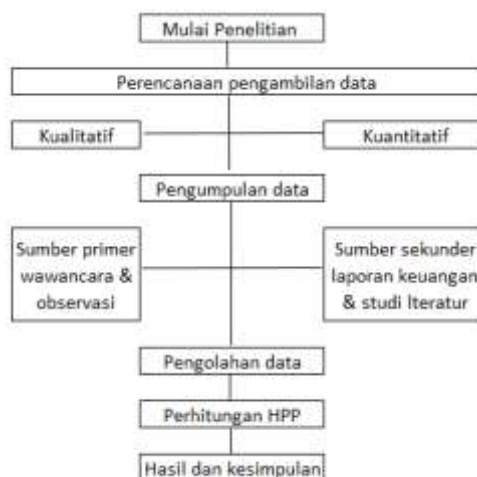 Mulai Penelitian
Perencanaan pengambilan data
Kualitatif
Kuantitatif
Pengumpulan data
Sumber primer
wawancara &
observasi
Sumber sekunder
laporan keuangan
& studi lteratur
Pengolahan data
Perhitungan HPP
Hasil dan kesimpulan